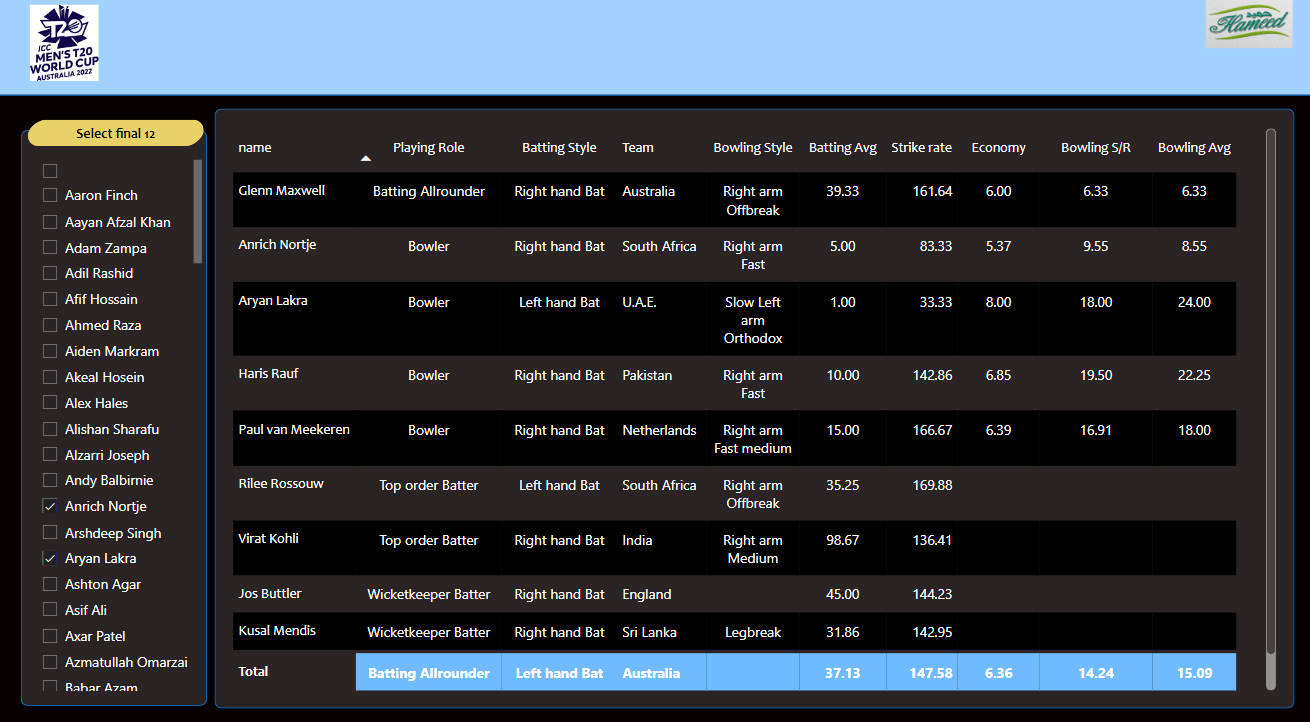 T20
ICC
MEN'S T20
WORLD CUP
AUSTRALIA 2022
حمید
Hameed
Select final 12
Aaron Finch
Aayan Afzal Khan
Adam Zampa
Adil Rashid
Afif Hossain
Ahmed Raza
Aiden Markram
Akeal Hosein
Alex Hales
Alishan Sharafu
Alzarri Joseph
Andy Balbirnie
Anrich Nortje
Arshdeep Singh
Aryan Lakra
Ashton Agar
Asif Ali
Axar Patel
Azmatullah Omarzai
Babar Azam
name Playing Role Batting Style Team Bowling Style Batting Avg Strike rate Economy Bowling S/R Bowling Avg
Glenn Maxwell Batting Allrounder Right hand Bat Australia Right arm 39.33 161.64 6.00 6.33 6.33
Offbreak
Anrich Nortje Bowler Right hand Bat South Africa Right arm 5.00 83.33 5.37 9.55 8.55
Fast
Aryan Lakra Bowler Left hand Bat U.A.E. Slow Left 1.00 33.33 8.00 18.00 24.00
arm
Orthodox
Haris Rauf Bowler Right hand Bat Pakistan Right arm 10.00 142.86 6.85 19.50 22.25
Fast
Paul van Meekeren Bowler Right hand Bat Netherlands Right arm 15.00 166.67 6.39 16.91 18.00
Fast medium
Rilee Rossouw Top order Batter Left hand Bat South Africa Right arm 35.25 169.88
Offbreak
Virat Kohli Top order Batter Right hand Bat India Right arm 98.67 136.41
Medium
Jos Buttler Wicketkeeper Batter Right hand Bat England 45.00 144.23
Kusal Mendis Wicketkeeper Batter Right hand Bat Sri Lanka Legbreak 31.86 142.95
Total Batting Allrounder Left hand Bat Australia 37.13 147.58 6.36 14.24 15.09